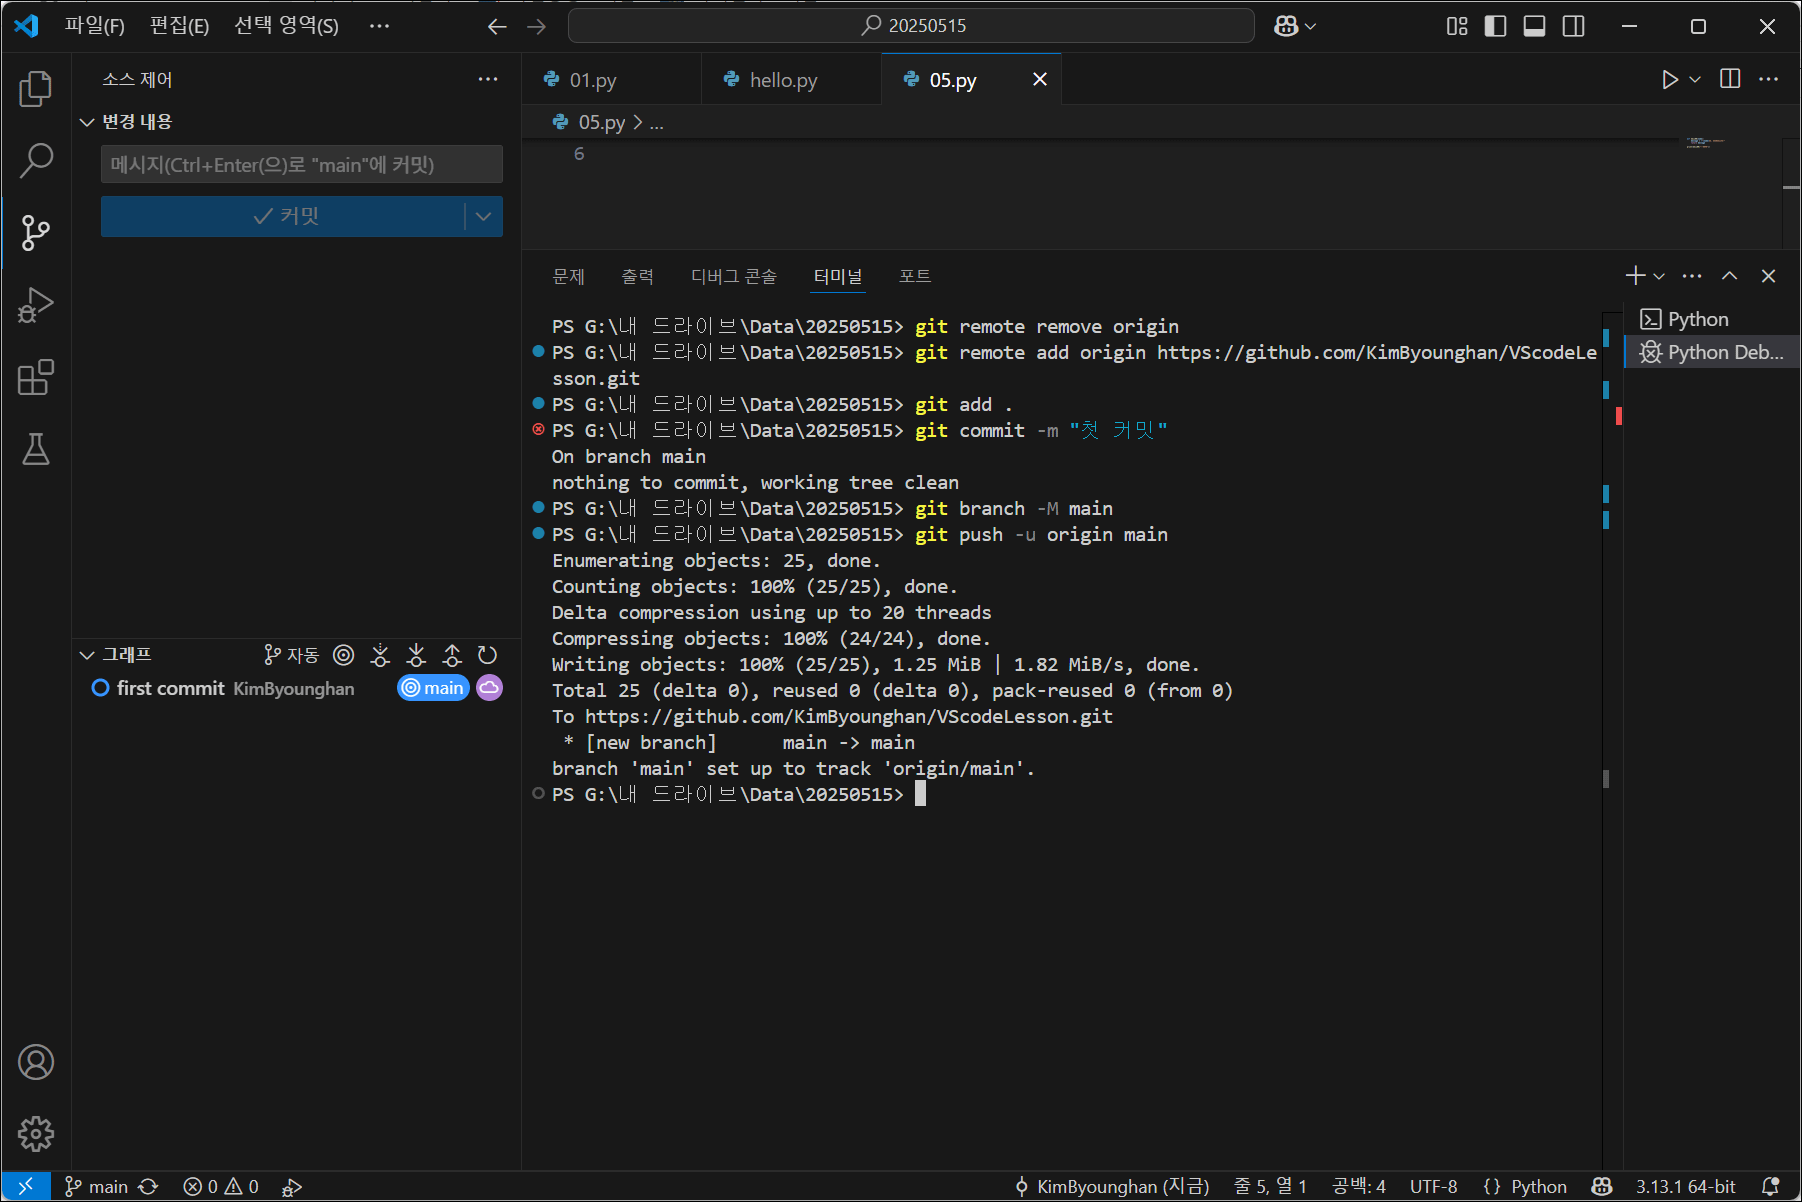 파일(F) 편집(E) 선택 영역(S) ··· 20250515
소스 제어 ···
변경 내용
메시지(Ctrl+Enter(으)로 "main"에 커밋)
커밋
01.py hello.py 05.py
05.py > ...
6
문제 출력 디버그 콘솔 터미널 포트
PS G:\내 드라이브\Data\20250515> git remote remove origin
PS G:\내 드라이브\Data\20250515> git remote add origin https://github.com/KimByounghan/VScodeLe
sson.git
PS G:\내 드라이브\Data\20250515> git add .
PS G:\내 드라이브\Data\20250515> git commit -m "첫 커밋"
On branch main
nothing to commit, working tree clean
PS G:\내 드라이브\Data\20250515> git branch -M main
PS G:\내 드라이브\Data\20250515> git push -u origin main
Enumerating objects: 25, done.
Counting objects: 100% (25/25), done.
Delta compression using up to 20 threads
Compressing objects: 100% (24/24), done.
Writing objects: 100% (25/25), 1.25 MiB | 1.82 MiB/s, done.
Total 25 (delta 0), reused 0 (delta 0), pack-reused 0 (from 0)
To https://github.com/KimByounghan/VScodeLesson.git
 * [new branch]      main -> main
branch 'main' set up to track 'origin/main'.
PS G:\내 드라이브\Data\20250515>
Python
Python Deb...
그래프 자동
first commit KimByounghan main
main 0 0 KimByounghan (지금) 줄 5, 열 1 공백: 4 UTF-8 {} Python 3.13.1 64-bit